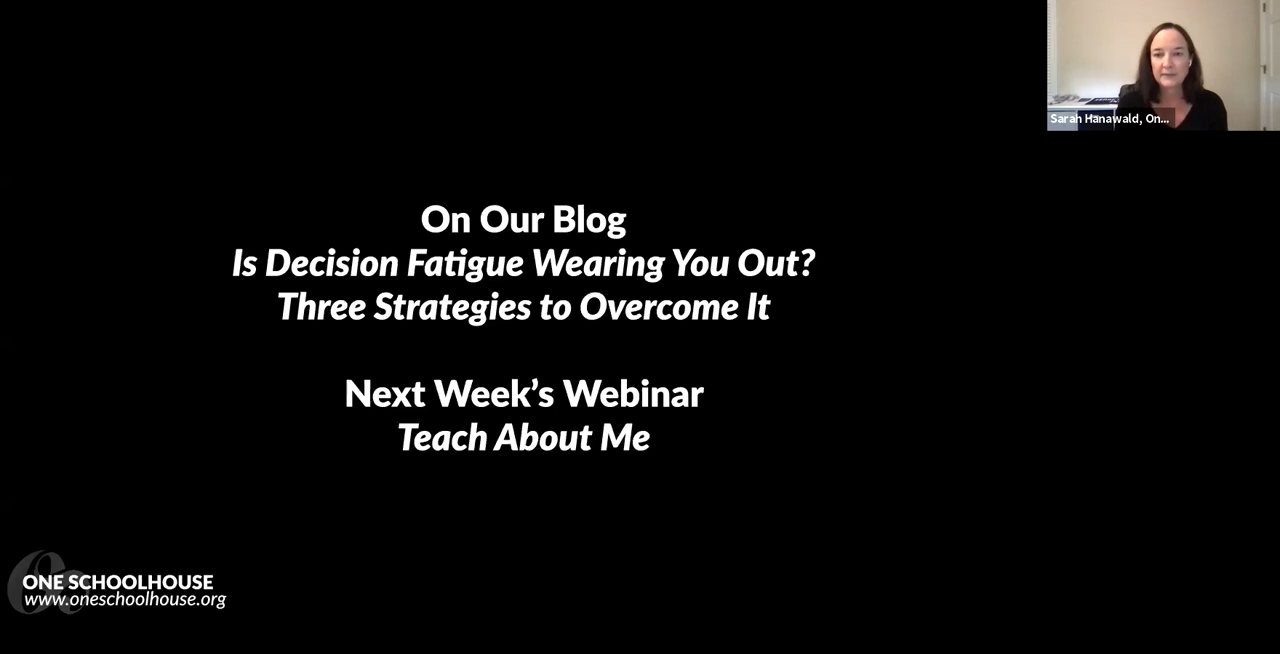 Sarah Hanawald, On...
On Our Blog
Is Decision Fatigue Wearing You Out?
Three Strategies to Overcome It
Next Week’s Webinar
Teach About Me
ONE SCHOOLHOUSE
www.oneschoolhouse.org